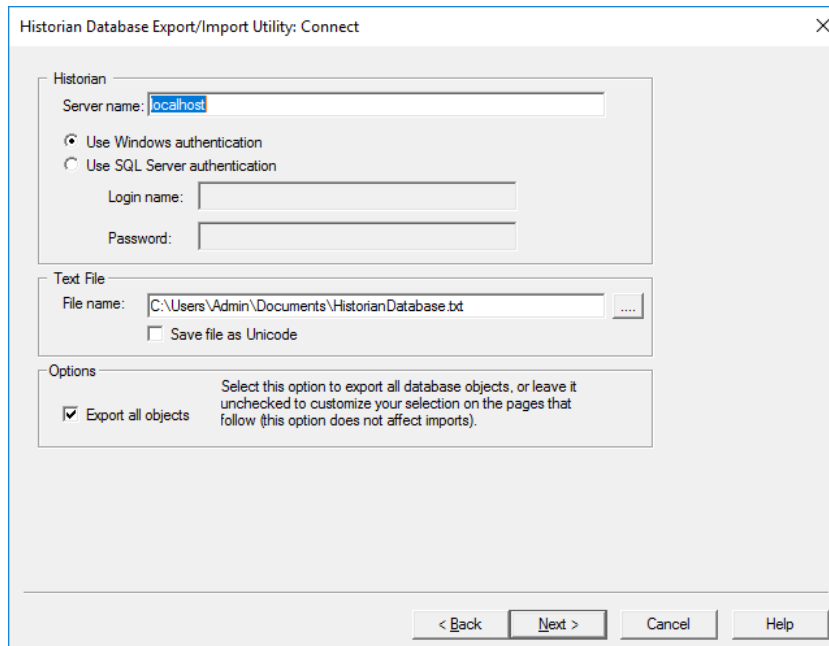 Historian Database Export/Import Utility: Connect
Historian
Server name: localhost
Use Windows authentication
Use SQL Server authentication
Login name:
Password:
Text File
File name: C:\Users\Admin\Documents\HistorianDatabase.txt ....
Save file as Unicode
Options
Export all objects
Select this option to export all database objects, or leave it
unchecked to customize your selection on the pages that
follow (this option does not affect imports).
< Back Next > Cancel Help